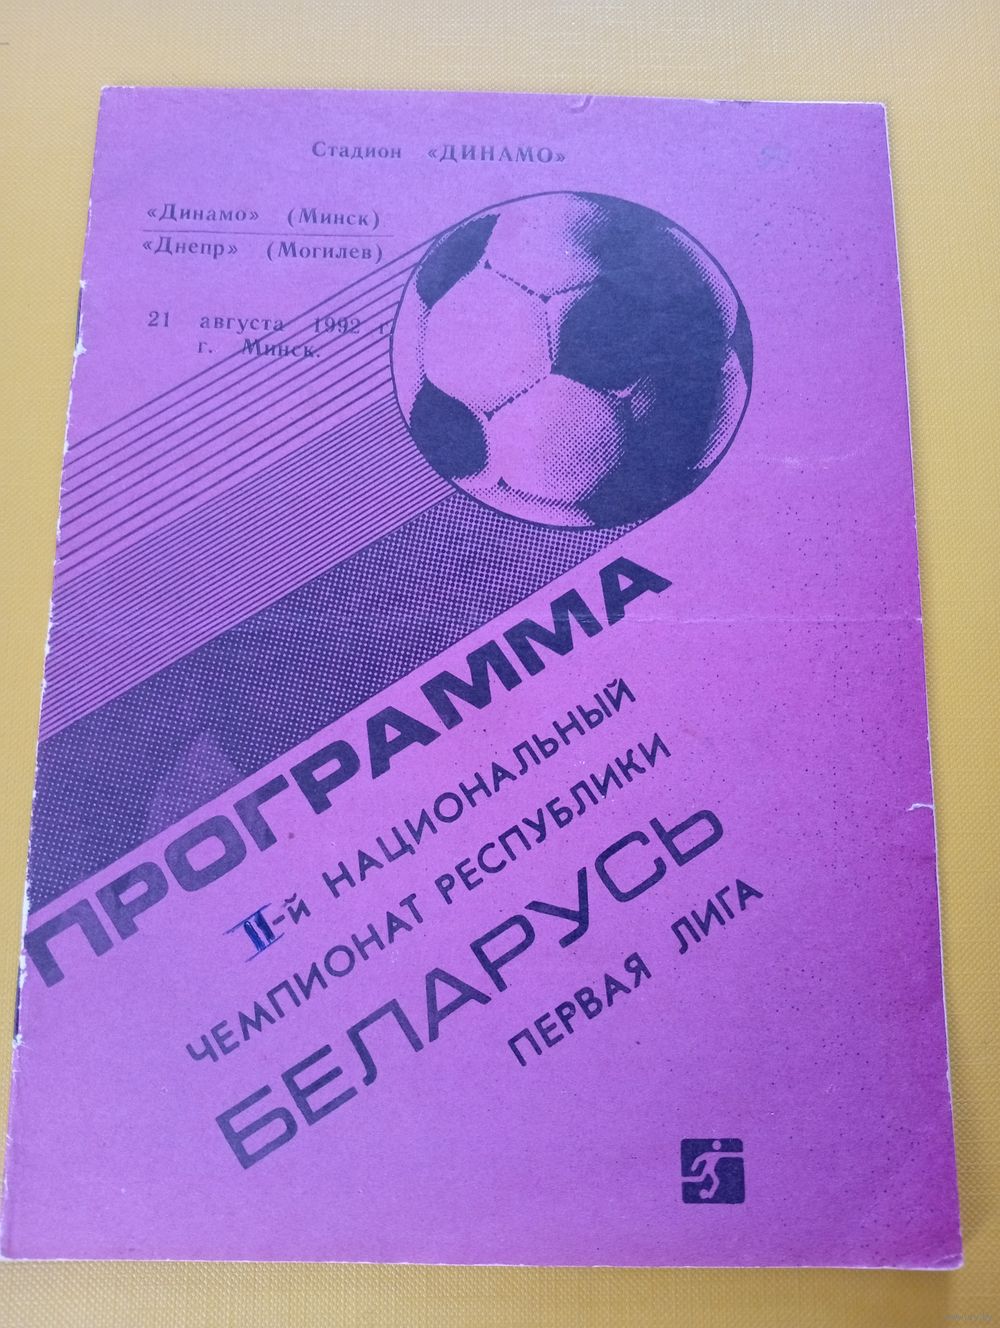 Стадион «ДИНАМО»
«Динамо» (Минск)
«Днепр» (Могилев)
21 августа 1992 г.
г. Минск.
ПРОГРАММА
II-й НАЦИОНАЛЬНЫЙ
ЧЕМПИОНАТ РЕСПУБЛИКИ
БЕЛАРУСЬ
ПЕРВАЯ ЛИГА